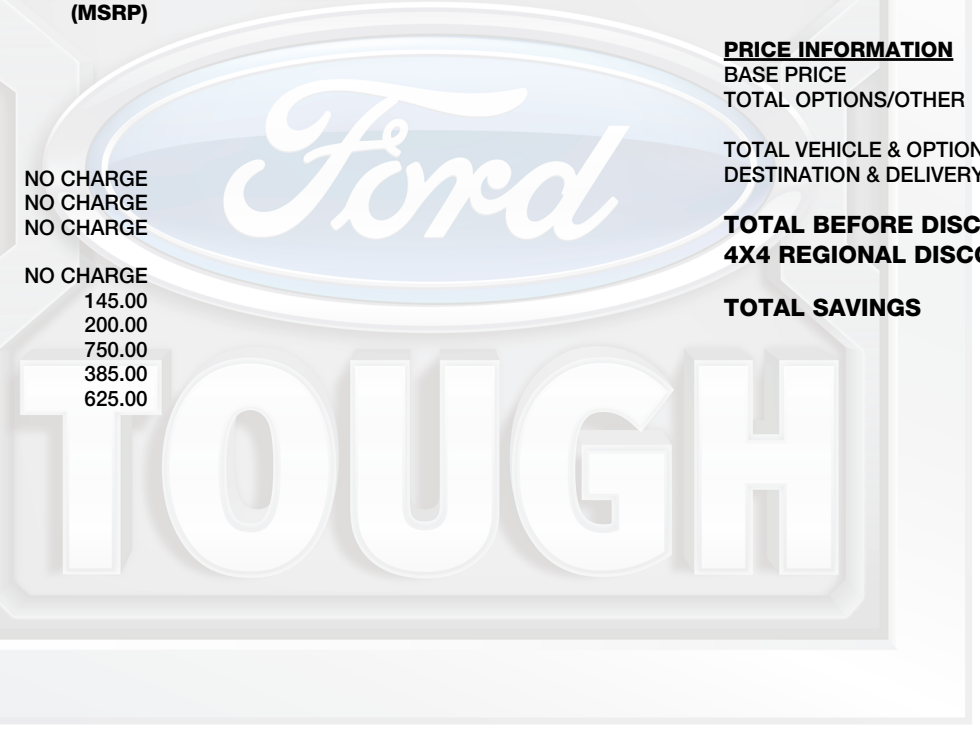 (MSRP)
NO CHARGE
NO CHARGE
NO CHARGE
NO CHARGE
145.00
200.00
750.00
385.00
625.00
PRICE INFORMATION
BASE PRICE
TOTAL OPTIONS/OTHER
TOTAL VEHICLE & OPTION
DESTINATION & DELIVERY
TOTAL BEFORE DISC
4X4 REGIONAL DISCO
TOTAL SAVINGS
Ford
TOUGH